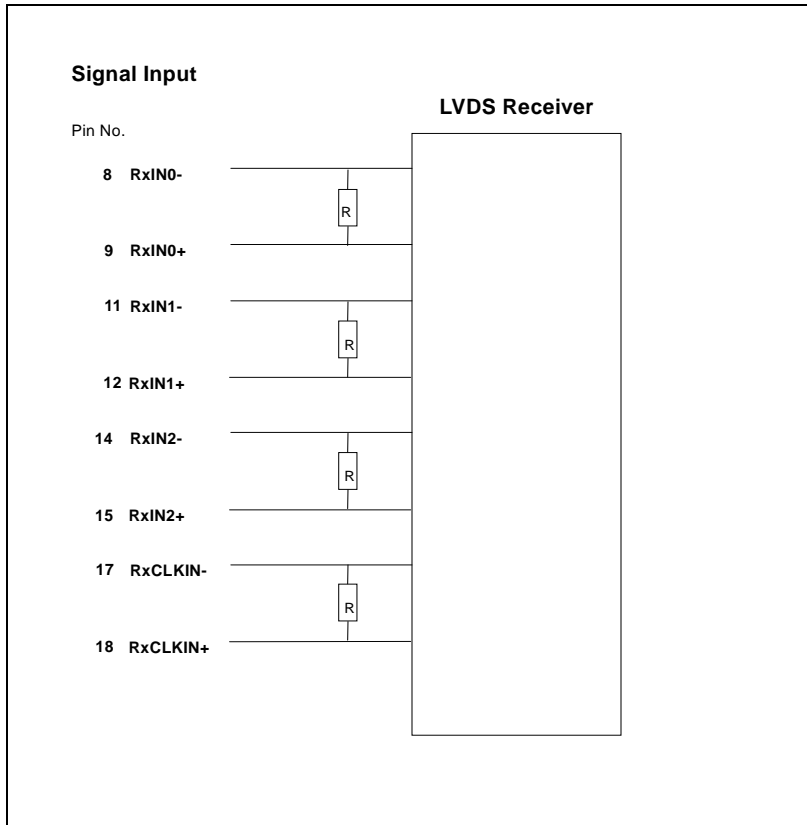 Signal Input
LVDS Receiver
Pin No.
8 RxIN0-
R
9 RxIN0+
11 RxIN1-
R
12 RxIN1+
14 RxIN2-
R
15 RxIN2+
17 RxCLKIN-
R
18 RxCLKIN+